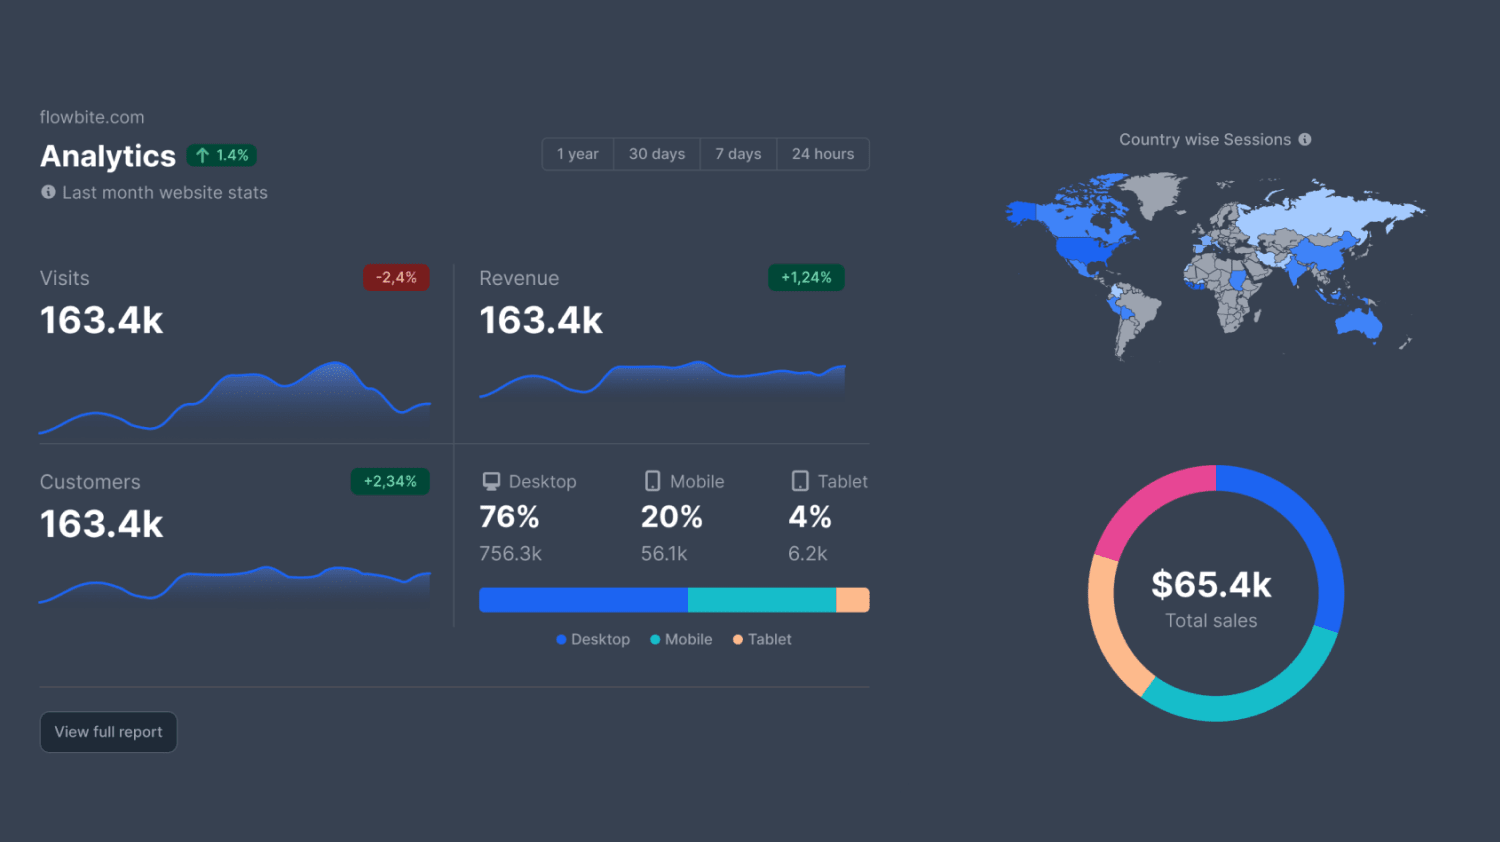 flowbite.com
Analytics 1.4%
Last month website stats
1 year 30 days 7 days 24 hours
Visits -2,4%
163.4k
Revenue +1,24%
163.4k
Customers +2,34%
163.4k
Desktop Mobile Tablet
76% 20% 4%
756.3k 56.1k 6.2k
Desktop Mobile Tablet
View full report
Country wise Sessions
$65.4k
Total sales